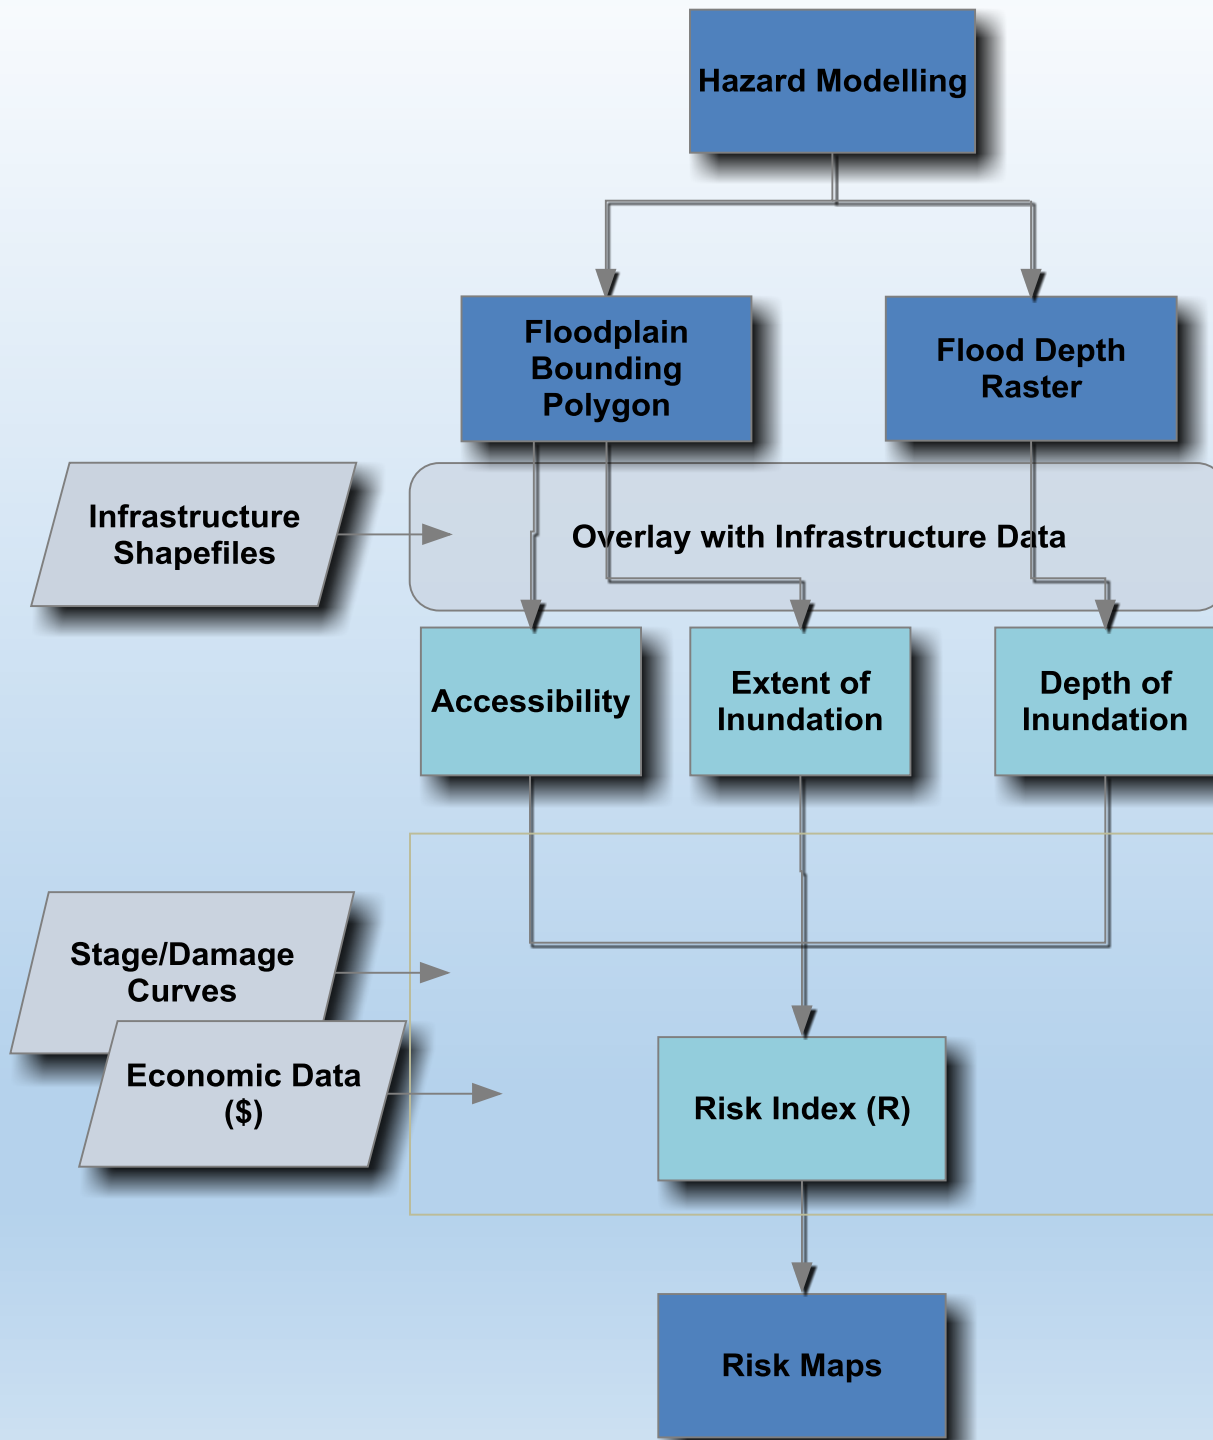 Hazard Modelling
Floodplain
Bounding
Polygon
Flood Depth
Raster
Infrastructure
Shapefiles
Overlay with Infrastructure Data
Accessibility
Extent of
Inundation
Depth of
Inundation
Stage/Damage
Curves
Economic Data
($)
Risk Index (R)
Risk Maps